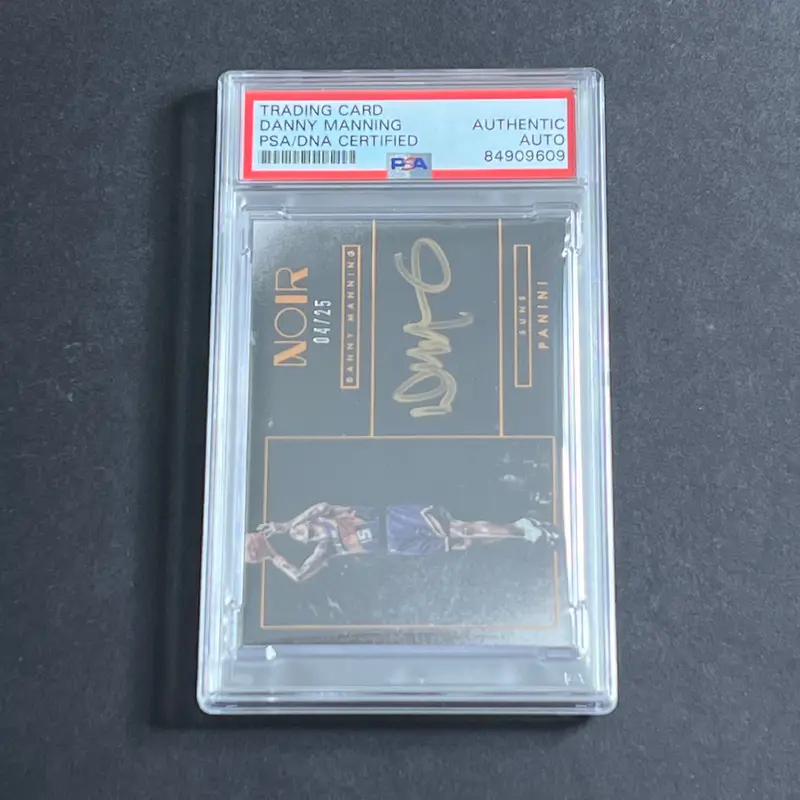 TRADING CARD
DANNY MANNING
PSA/DNA CERTIFIED
AUTHENTIC
AUTO
84909609
PSA
NOIR
04/25
DANNY MANNING
SUNS
PANINI